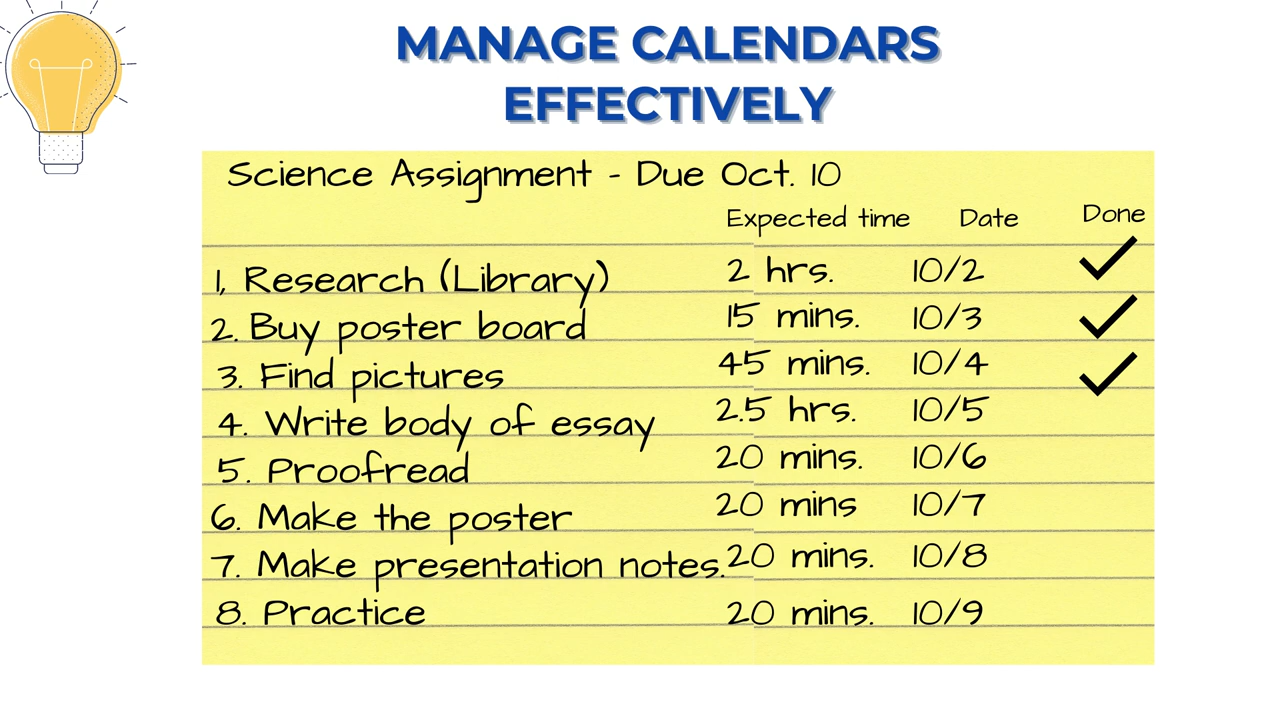 MANAGE CALENDARS
EFFECTIVELY
Science Assignment - Due Oct. 10
Expected time Date Done
1, Research (Library) 2 hrs. 10/2
2. Buy poster board 15 mins. 10/3
3. Find pictures 45 mins. 10/4
4. Write body of essay 2.5 hrs. 10/5
5. Proofread 20 mins. 10/6
6. Make the poster 20 mins 10/7
7. Make presentation notes. 20 mins. 10/8
8. Practice 20 mins. 10/9